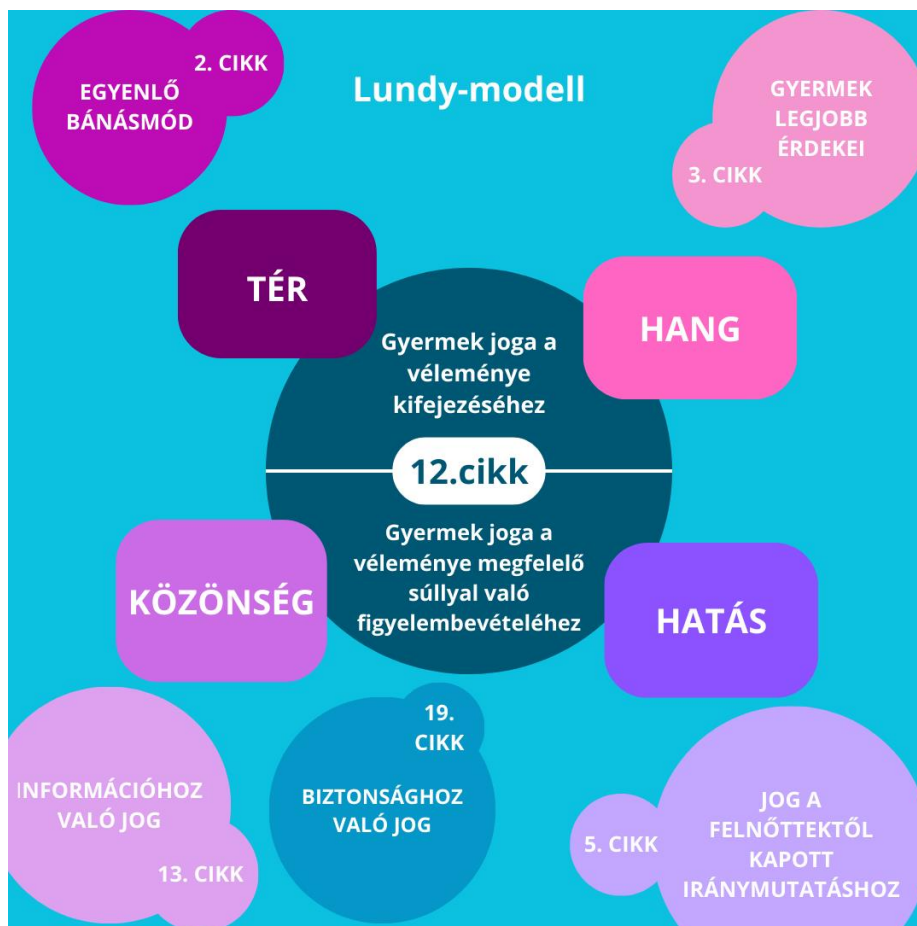 Lundy-modell
2. CIKK
EGYENLŐ
BÁNÁSMÓD
GYERMEK
LEGJOBB
ÉRDEKEI
3. CIKK
TÉR
HANG
Gyermek joga a
véleménye
kifejezéséhez
12.cikk
Gyermek joga a
véleménye megfelelő
súllyal való
figyelembevételéhez
KÖZÖNSÉG
HATÁS
INFORMÁCIÓHOZ
VALÓ JOG
13. CIKK
19.
CIKK
BIZTONSÁGHOZ
VALÓ JOG
5. CIKK
JOG A
FELNŐTTEKTŐL
KAPOTT
IRÁNYMUTATÁSHOZ